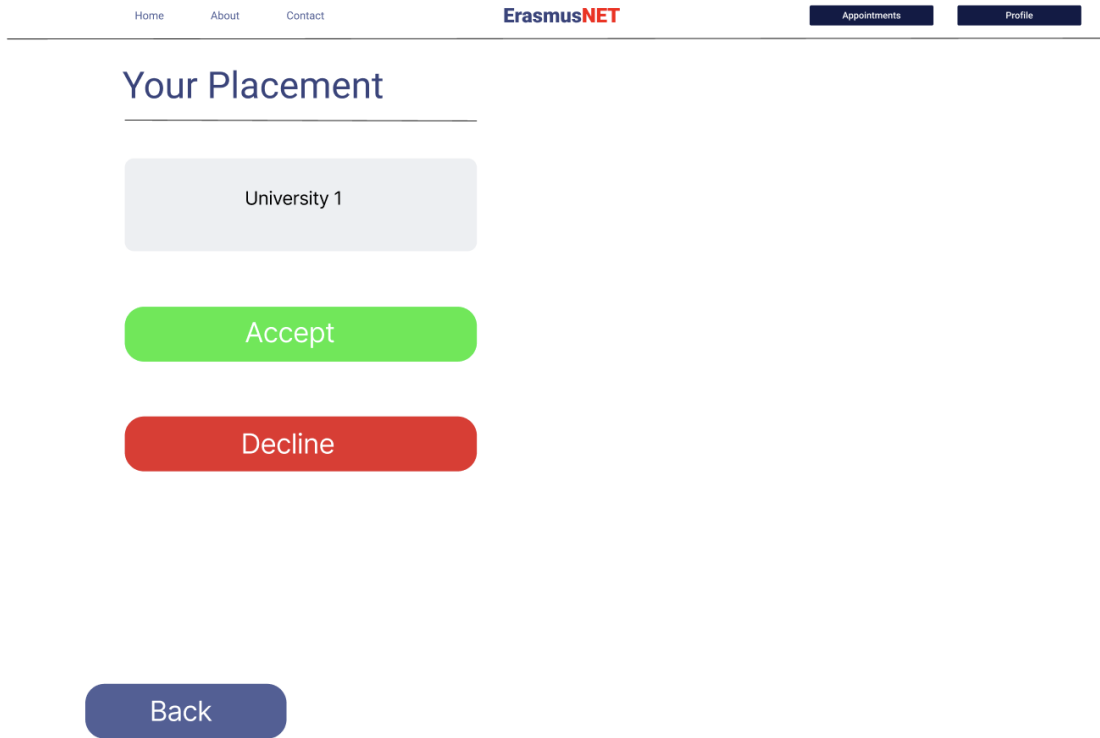 Home About Contact ErasmusNET Appointments Profile
Your Placement
University 1
Accept
Decline
Back